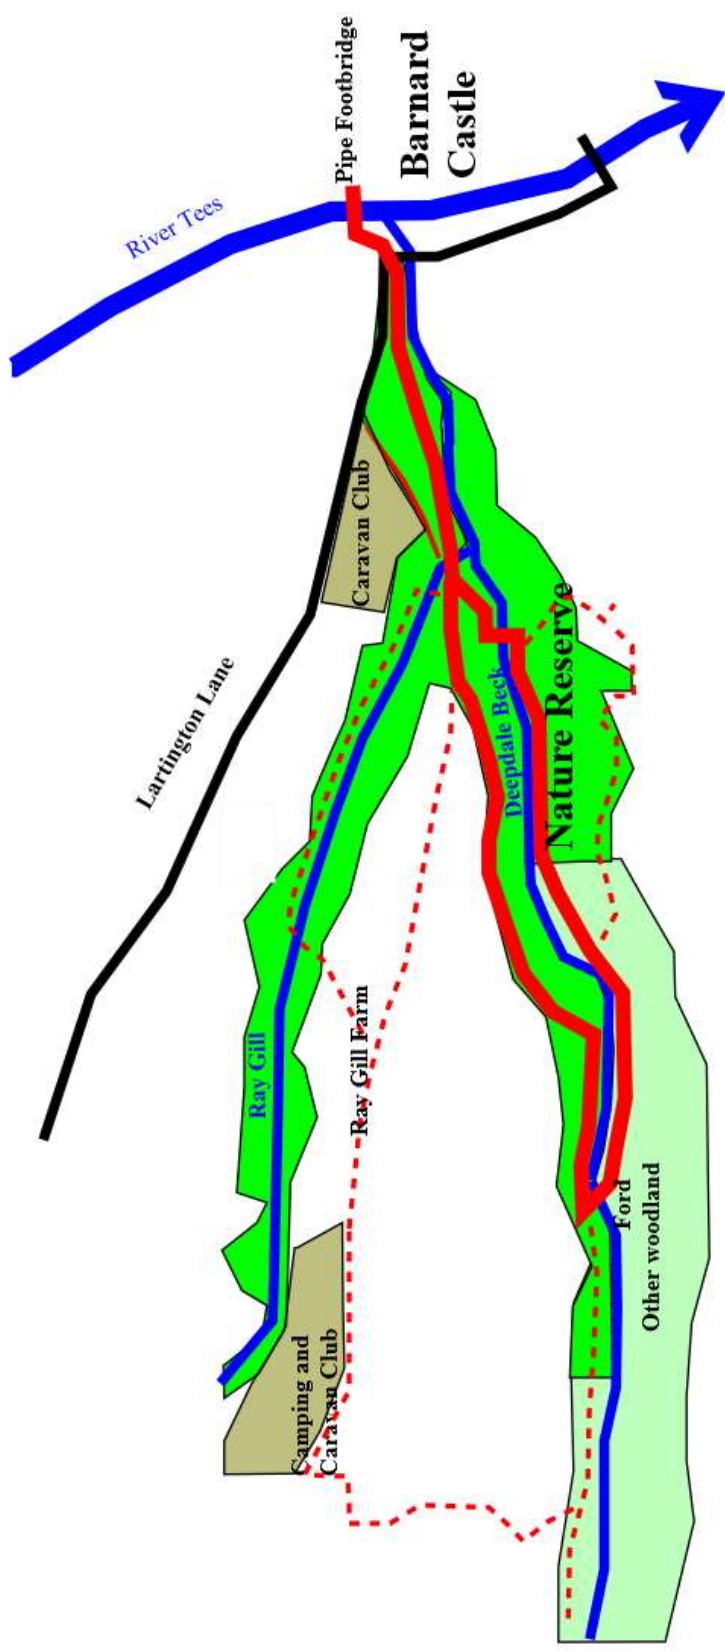 Pipe Footbridge
Barnard
Castle
River Tees
Caravan Club
Lartington Lane
Deepdale Beck
Nature Reserve
Ray Gill
Ray Gill Farm
Ford
Other woodland
Camping and
Caravan Club